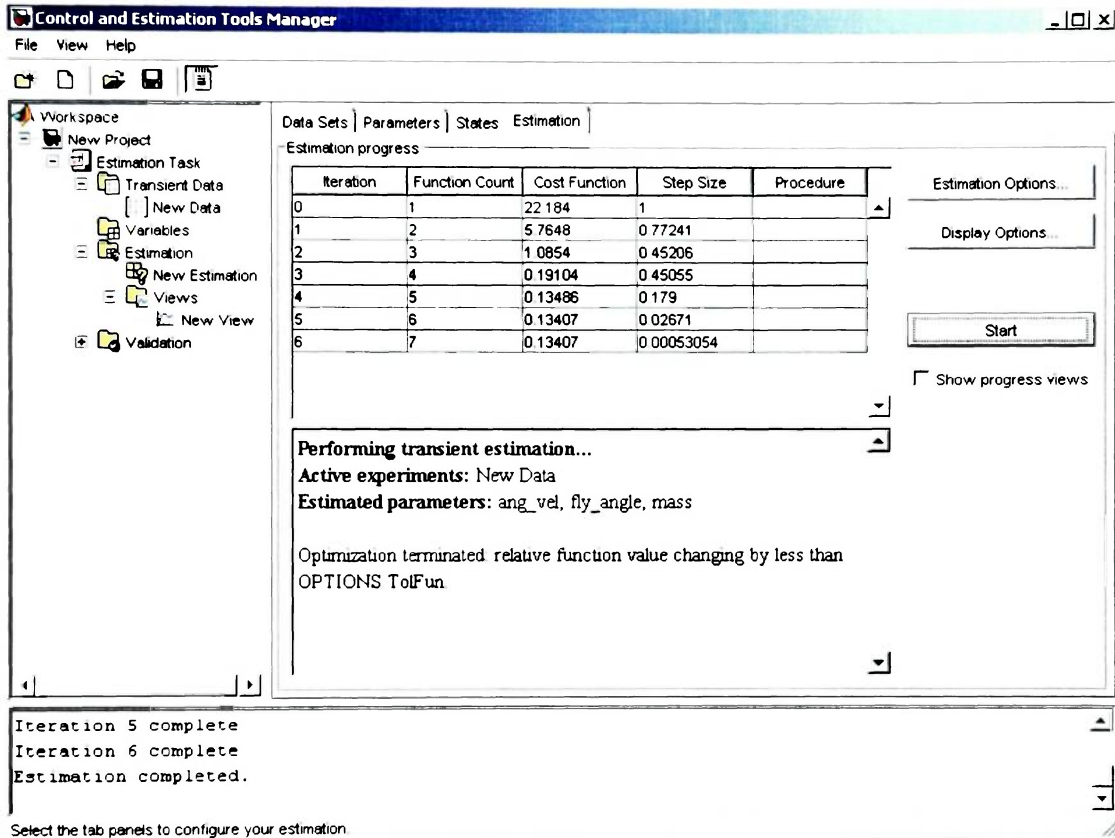 Control and Estimation Tools Manager
File View Help
Workspace
New Project
Estimation Task
Transient Data
New Data
Variables
Estimation
New Estimation
Views
New View
Validation
Data Sets Parameters States Estimation
Estimation progress
Iteration Function Count Cost Function Step Size Procedure
0 1 22 184 1
1 2 5 7648 0 77241
2 3 1 0854 0 45206
3 4 0 19104 0 45055
4 5 0 13486 0 179
5 6 0 13407 0 02671
6 7 0 13407 0 00053054
Estimation Options...
Display Options...
Start
Show progress views
Performing transient estimation...
Active experiments: New Data
Estimated parameters: ang_vel, fly_angle, mass
Optimization terminated relative function value changing by less than
OPTIONS TolFun
Iteration 5 complete
Iteration 6 complete
Estimation completed.
Select the tab panels to configure your estimation